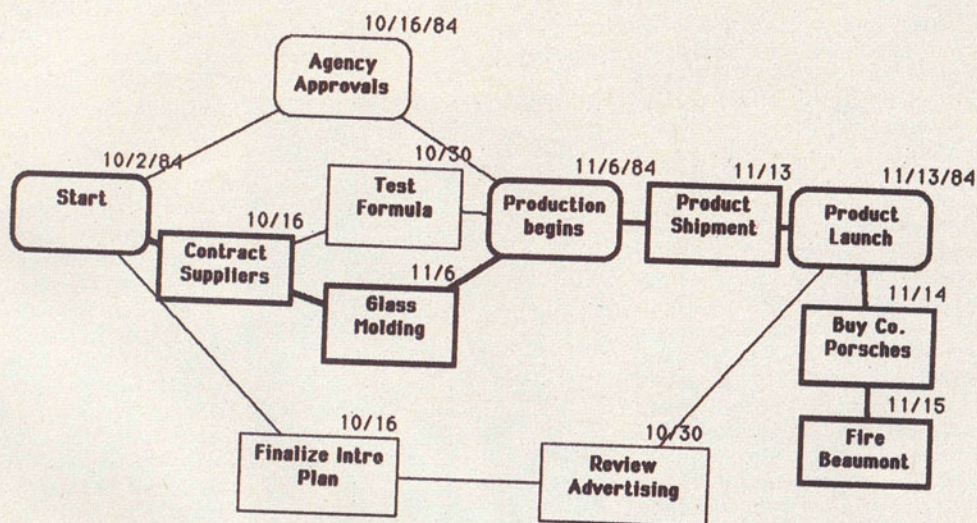 10/16/84
Agency
Approvals
10/2/84
Start
10/30
Test
Formula
10/16
Contract
Suppliers
11/6
Glass
Molding
11/6/84
Production
begins
11/13
Product
Shipment
11/13/84
Product
Launch
11/14
Buy Co.
Porsches
11/15
Fire
Beaumont
10/16
Finalize Intro
Plan
10/30
Review
Advertising